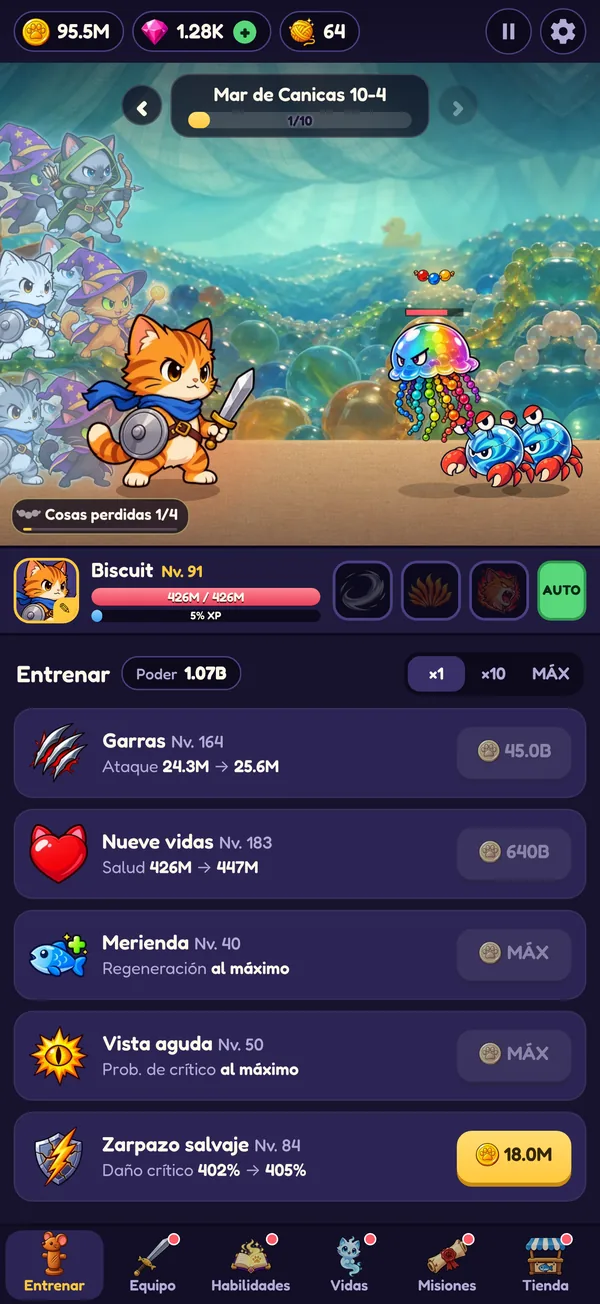 95.5M 1.28K 64
Mar de Canicas 10-4
1/10
Cosas perdidas 1/4
Biscuit Nv. 91
426M / 426M
5% XP
AUTO
Entrenar Poder 1.07B x1 x10 MÁX
Garras Nv. 164
Ataque 24.3M → 25.6M
45.0B
Nueve vidas Nv. 183
Salud 426M → 447M
640B
Merienda Nv. 40
Regeneración al máximo
MÁX
Vista aguda Nv. 50
Prob. de crítico al máximo
MÁX
Zarpazo salvaje Nv. 84
Daño crítico 402% → 405%
18.0M
Entrenar Equipo Habilidades Vidas Misiones Tienda